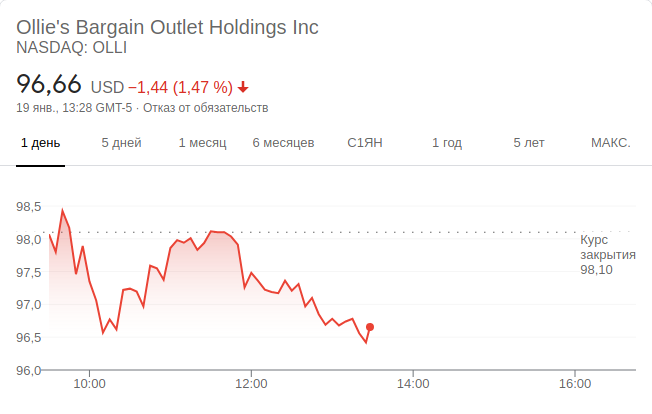 Ollie's Bargain Outlet Holdings Inc
NASDAQ: OLLI
96,66 USD −1,44 (1,47 %)
19 янв., 13:28 GMT-5 · Отказ от обязательств
1 день 5 дней 1 месяц 6 месяцев С1ЯН 1 год 5 лет МАКС.
98,5
98,0
97,5
97,0
96,5
96,0
Курс
закрытия
98,10
10:00 12:00 14:00 16:00